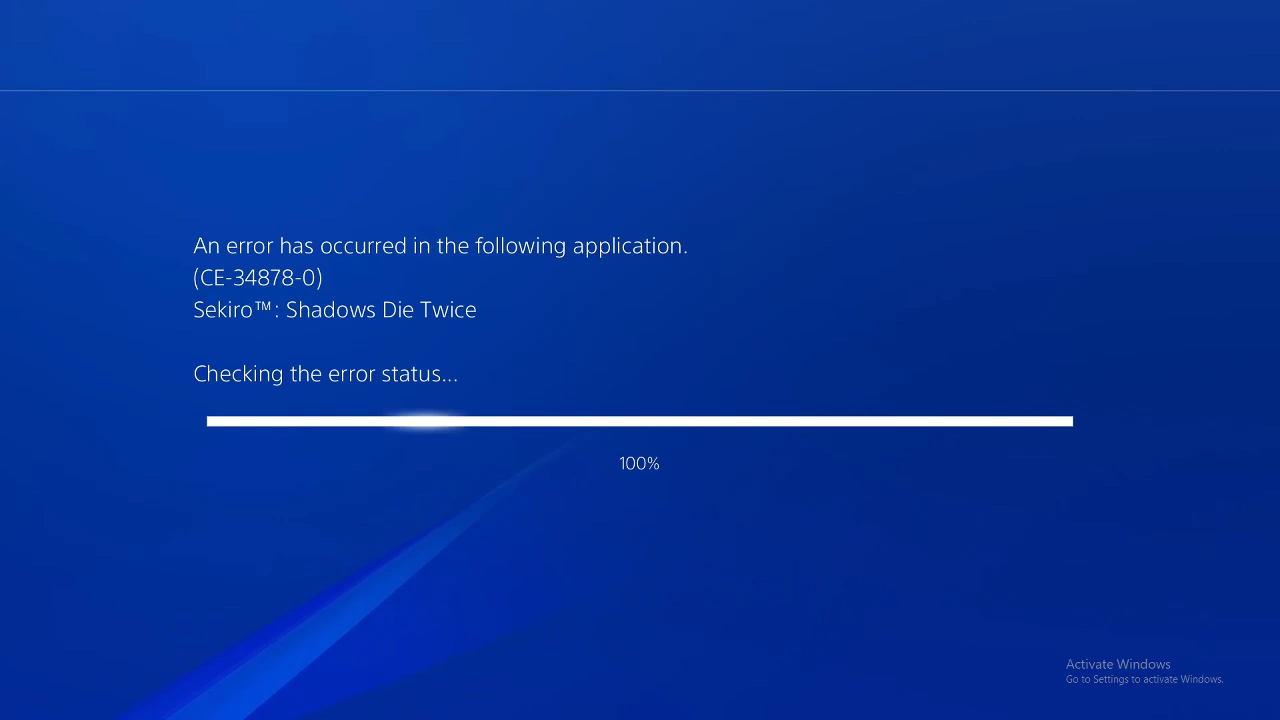 An error has occurred in the following application.
(CE-34878-0)
Sekiro™: Shadows Die Twice
Checking the error status...
100%
Activate Windows
Go to Settings to activate Windows.